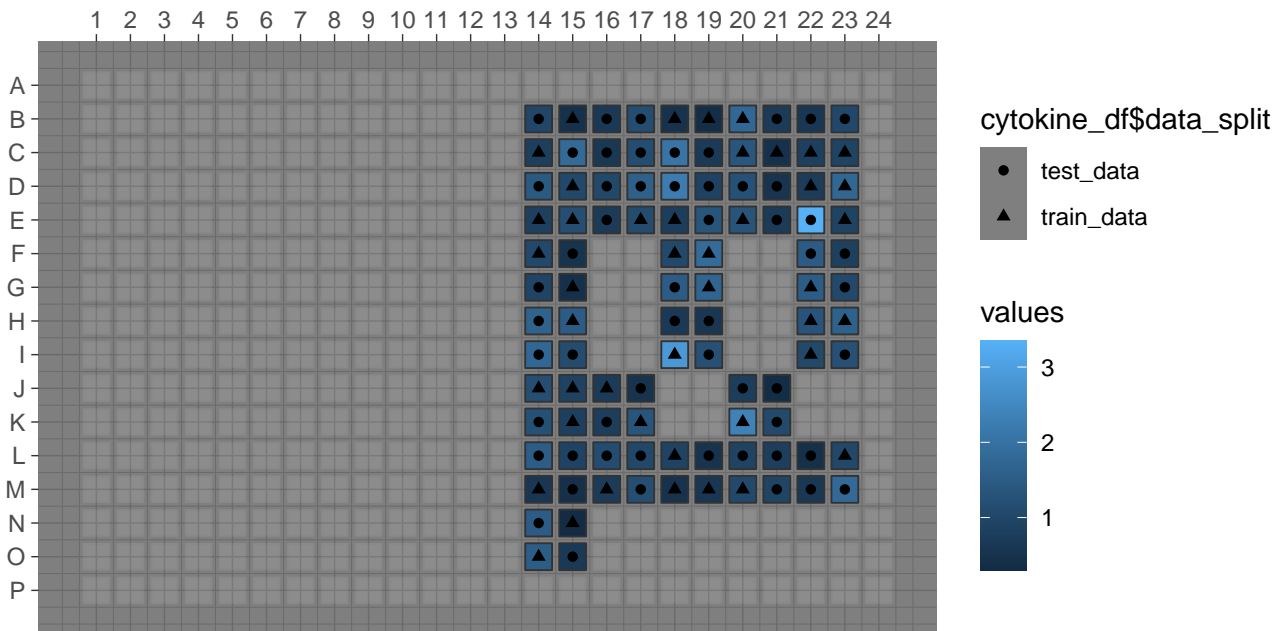 1 2 3 4 5 6 7 8 9 10 11 12 13 14 15 16 17 18 19 20 21 22 23 24
A
B
C
D
E
F
G
H
I
J
K
L
M
N
O
P
cytokine_df$data_split
test_data
train_data
values
3
2
1